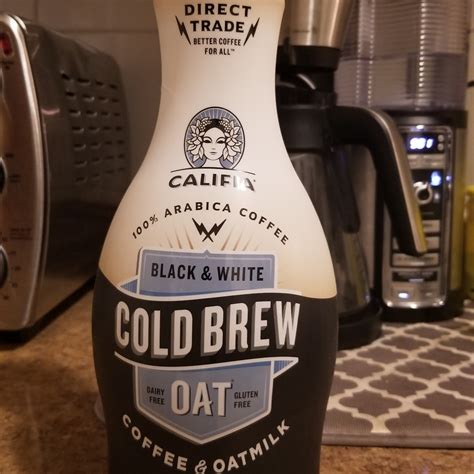 DIRECT
TRADE
BETTER COFFEE
FOR ALL™
CALIFIA
100% ARABICA COFFEE
BLACK & WHITE
COLD BREW
DAIRY FREE
OAT
GLUTEN FREE
COFFEE & OATMILK